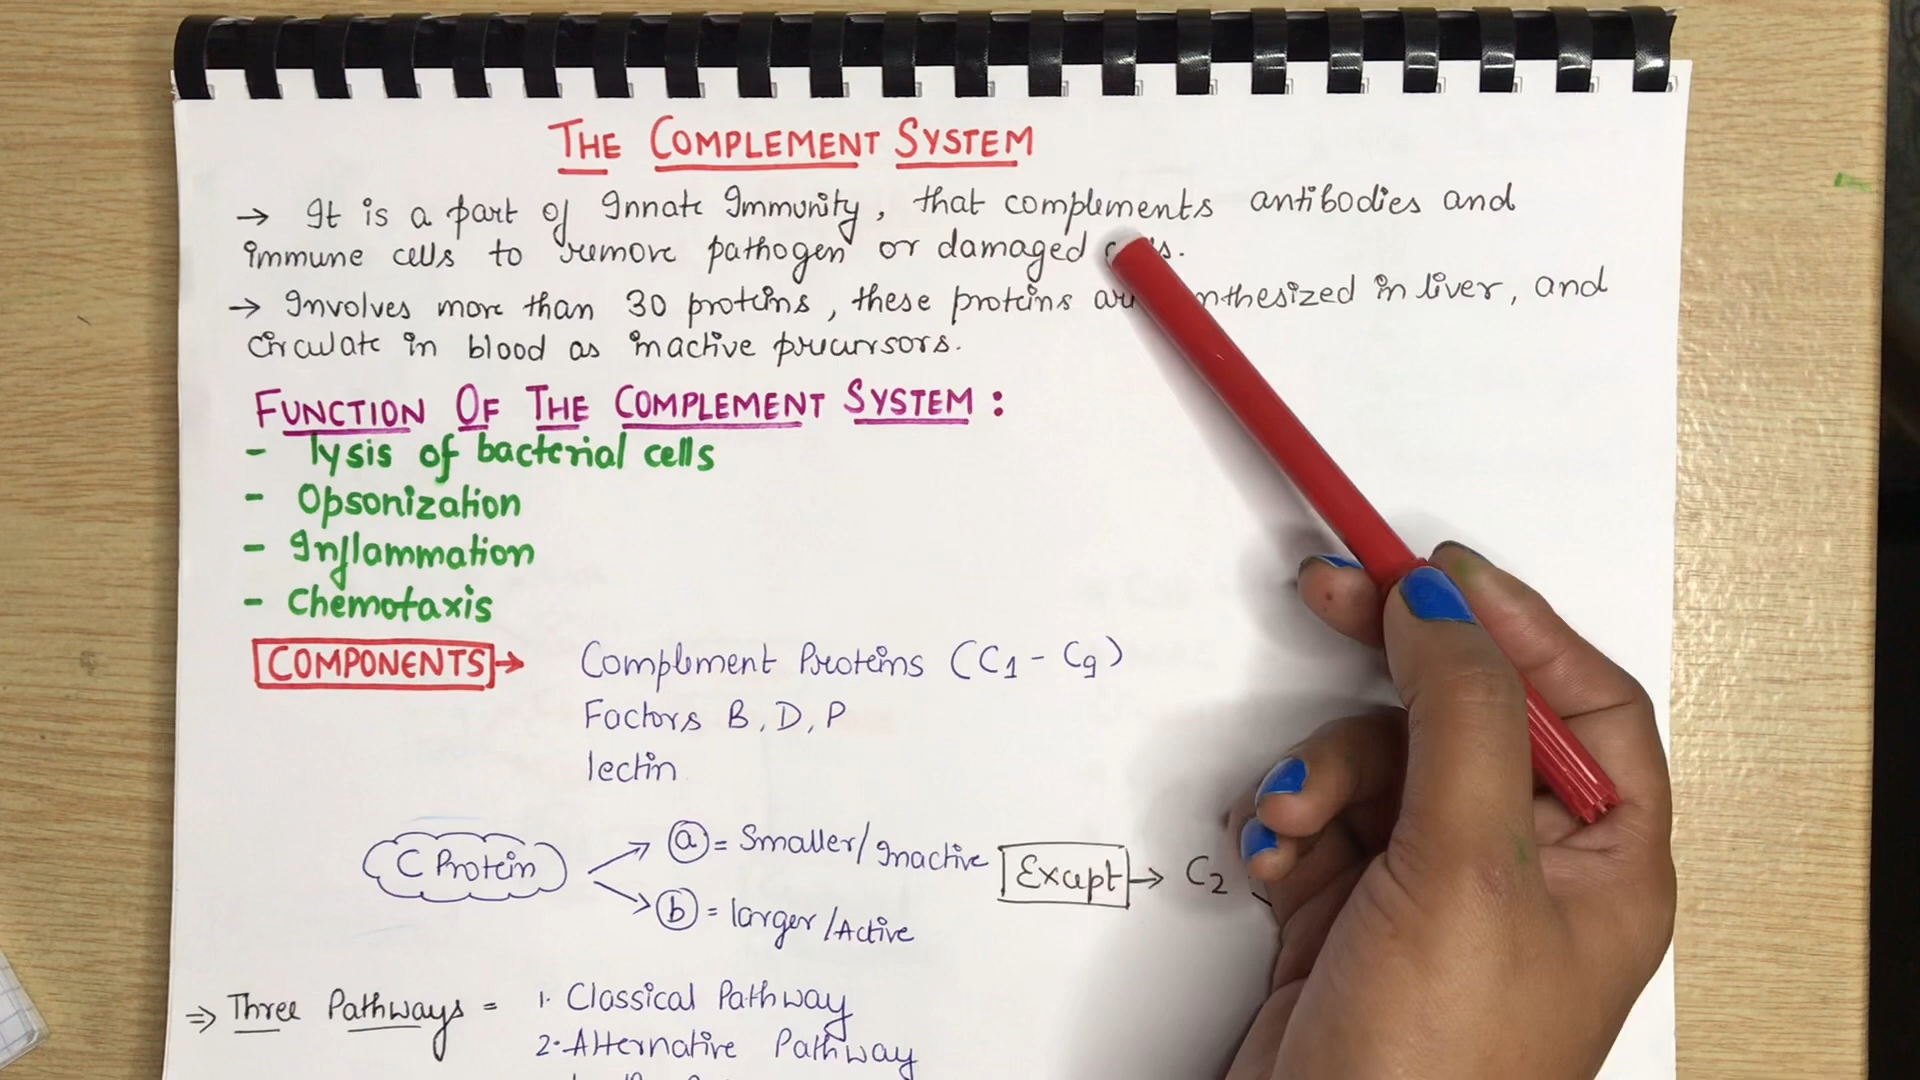 THE COMPLEMENT SYSTEM
→ It is a part of Innate Immunity, that complements antibodies and
immune cells to remove pathogen or damaged
→ Involves more than 30 proteins, these proteins in liver, and
circulate in blood as inactive precursors.
FUNCTION OF THE COMPLEMENT SYSTEM :
- lysis of bacterial cells
- Opsonization
- Inflammation
- Chemotaxis
COMPONENTS → Complement Proteins (C1 - C9)
Factors B, D, P
lectin
C Protein
a = Smaller/Inactive
Except → C2
b = larger/Active
⇒ Three Pathways = 1. Classical Pathway
2. Alternative Pathway